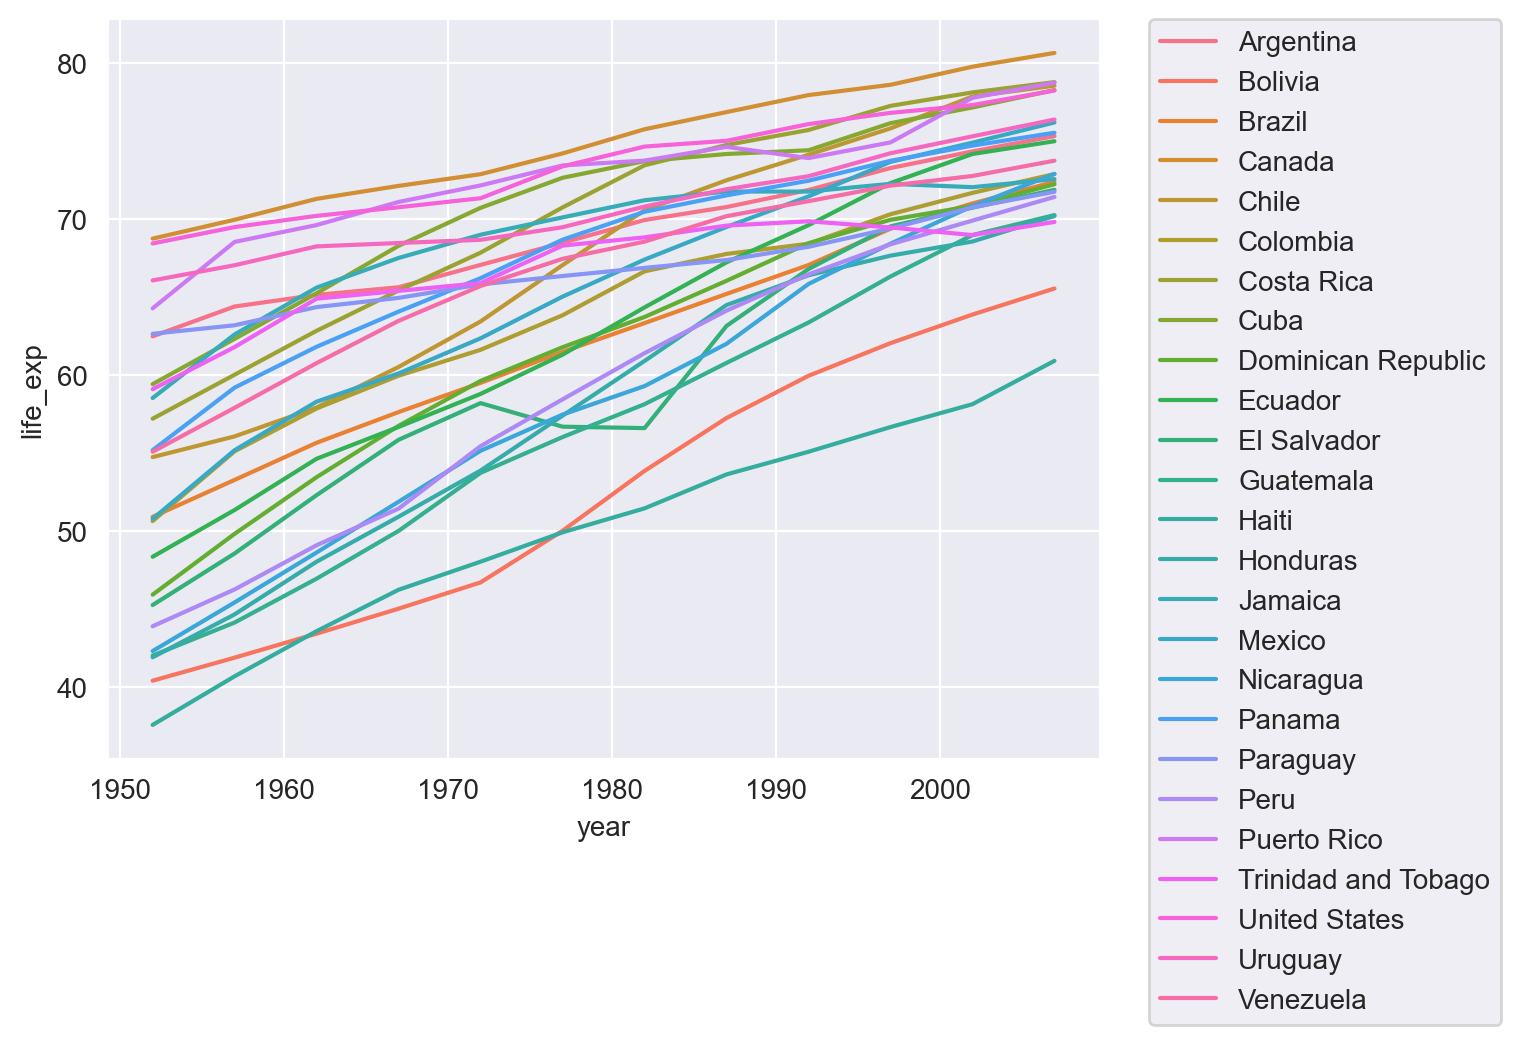 80
70
60
50
40
life_exp
1950 1960 1970 1980 1990 2000
year
Argentina
Bolivia
Brazil
Canada
Chile
Colombia
Costa Rica
Cuba
Dominican Republic
Ecuador
El Salvador
Guatemala
Haiti
Honduras
Jamaica
Mexico
Nicaragua
Panama
Paraguay
Peru
Puerto Rico
Trinidad and Tobago
United States
Uruguay
Venezuela